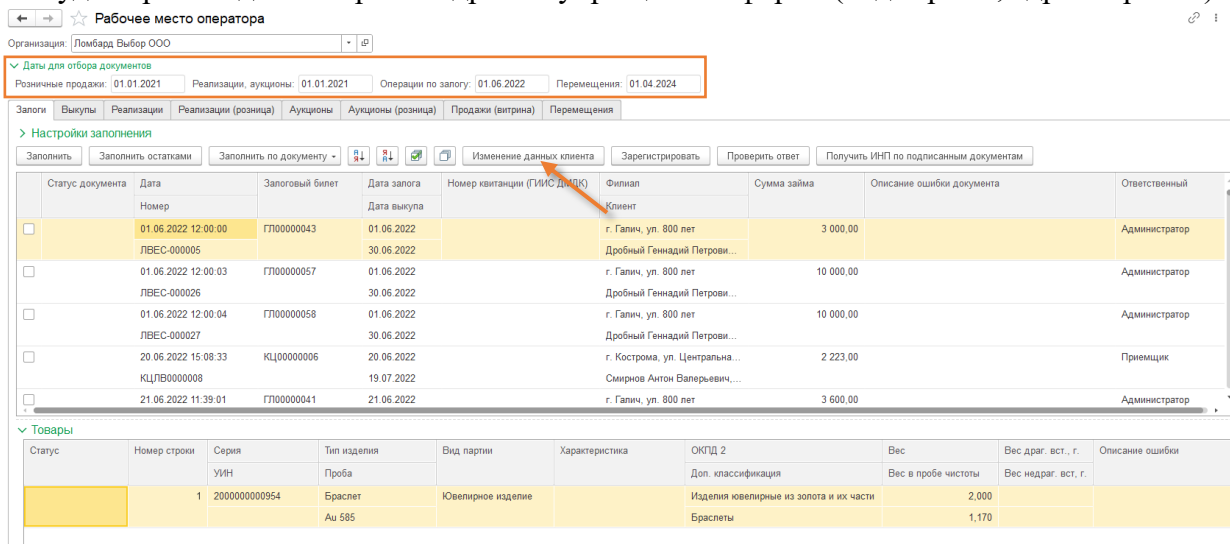 Рабочее место оператора
Организация: Ломбард Выбор ООО
Даты для отбора документов
Розничные продажи: 01.01.2021 Реализации, аукционы: 01.01.2021 Операции по залогу: 01.06.2022 Перемещения: 01.04.2024
Залоги Выкупы Реализации Реализации (розница) Аукционы Аукционы (розница) Продажи (витрина) Перемещения
Настройки заполнения
Заполнить Заполнить остатками Заполнить по документу Изменение данных клиента Зарегистрировать Проверить ответ Получить ИНП по подписанным документам
Статус документа Дата Залоговый билет Дата залога Номер квитанции (ГИИС ДМДК) Филиал Сумма займа Описание ошибки документа Ответственный
Номер Дата выкупа Клиент
01.06.2022 12:00:00 ГЛ00000043 01.06.2022 г. Галич, ул. 800 лет 3 000,00 Администратор
ЛВЕС-000005 30.06.2022 Дробный Геннадий Петрови...
01.06.2022 12:00:03 ГЛ00000057 01.06.2022 г. Галич, ул. 800 лет 10 000,00 Администратор
ЛВЕС-000026 30.06.2022 Дробный Геннадий Петрови...
01.06.2022 12:00:04 ГЛ00000058 01.06.2022 г. Галич, ул. 800 лет 10 000,00 Администратор
ЛВЕС-000027 30.06.2022 Дробный Геннадий Петрови...
20.06.2022 15:08:33 КЦ00000006 20.06.2022 г. Кострома, ул. Центральна... 2 223,00 Приемщик
КЦЛВ0000008 19.07.2022 Смирнов Антон Валерьевич,...
21.06.2022 11:39:01 ГЛ00000041 21.06.2022 г. Галич, ул. 800 лет 3 600,00 Администратор
Товары
Статус Номер строки Серия Тип изделия Вид партии Характеристика ОКПД 2 Вес Вес драг. вст., г. Описание ошибки
УИН Проба Доп. классификация Вес в пробе чистоты Вес недраг. вст, г.
1 2000000000954 Браслет Ювелирное изделие Изделия ювелирные из золота и их части 2,000
Au 585 Браслеты 1,170